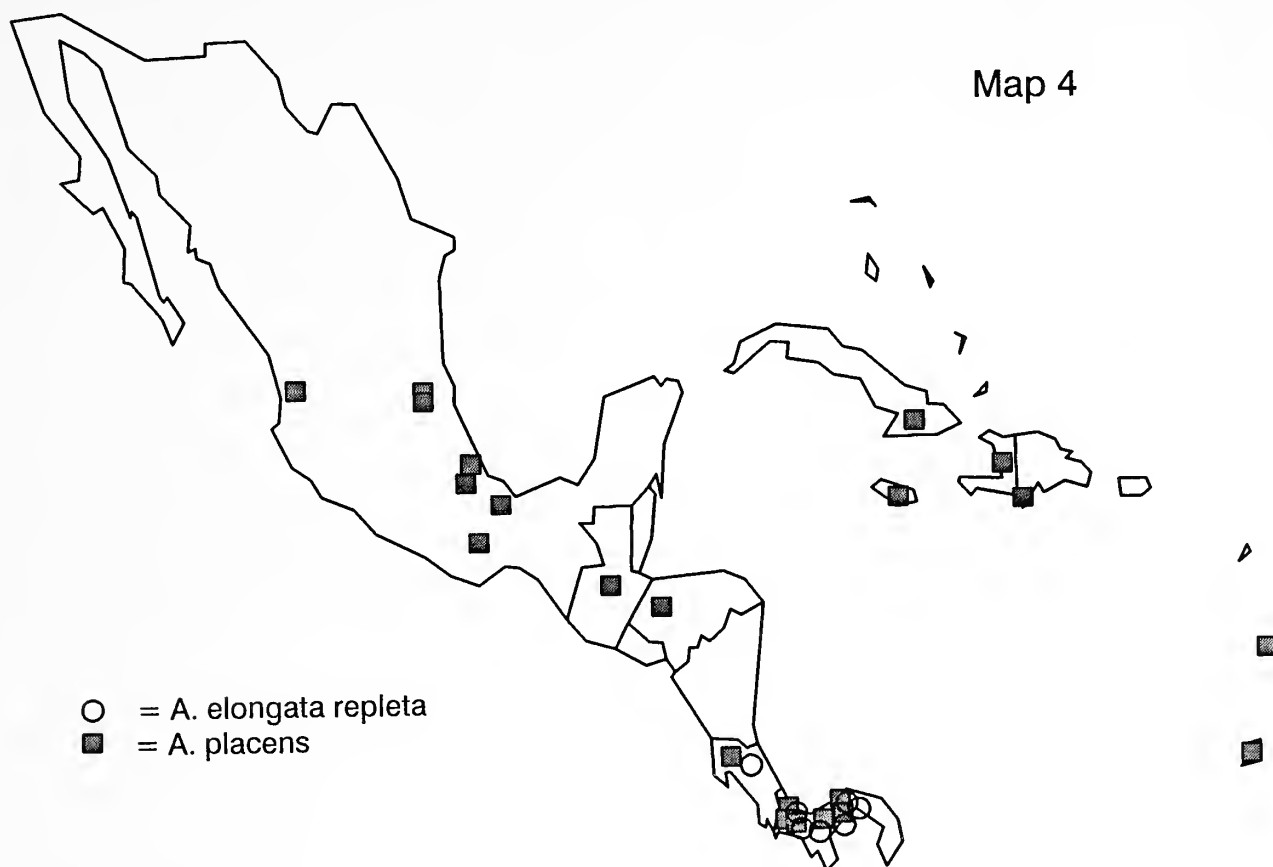 Map 4
○ = A. elongata repleta
■ = A. placens